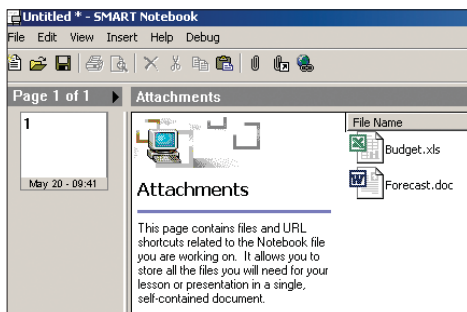 Untitled * - SMART Notebook
File Edit View Insert Help Debug
Page 1 of 1
Attachments
1
May 20 - 09:41
Attachments
This page contains files and URL
shortcuts related to the Notebook file
you are working on. It allows you to
store all the files you will need for your
lesson or presentation in a single,
self-contained document.
File Name
Budget.xls
Forecast.doc